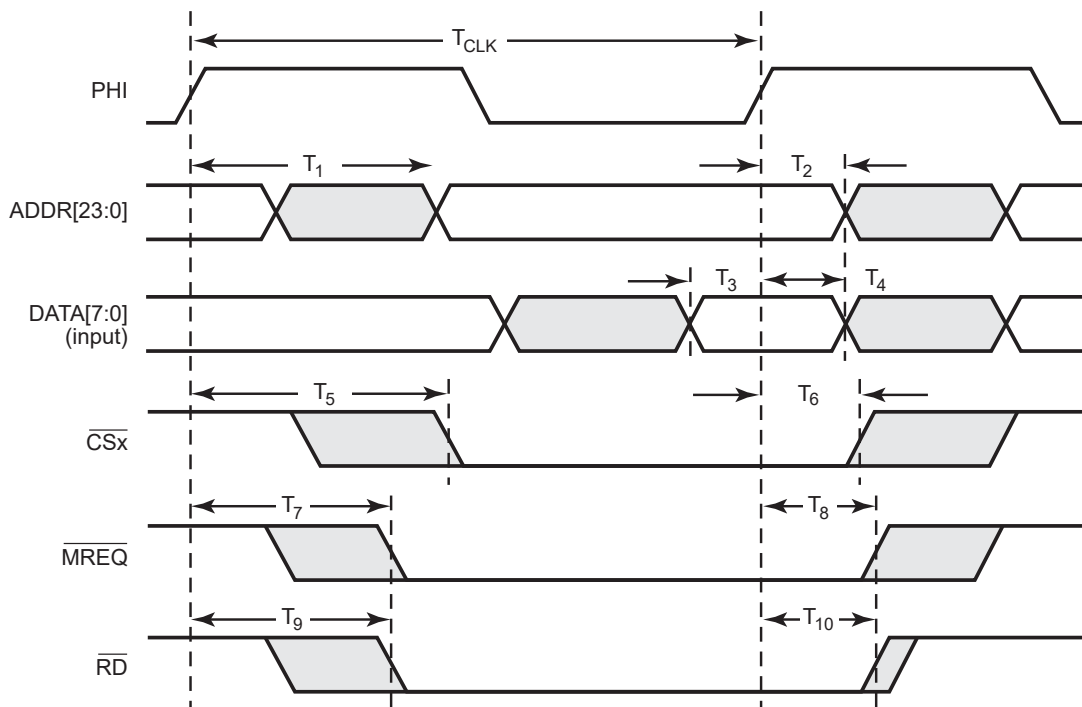 T_CLK
PHI
T_1
T_2
ADDR[23:0]
T_3
T_4
DATA[7:0]
(input)
T_5
T_6
CSx
T_7
T_8
MREQ
T_9
T_10
RD